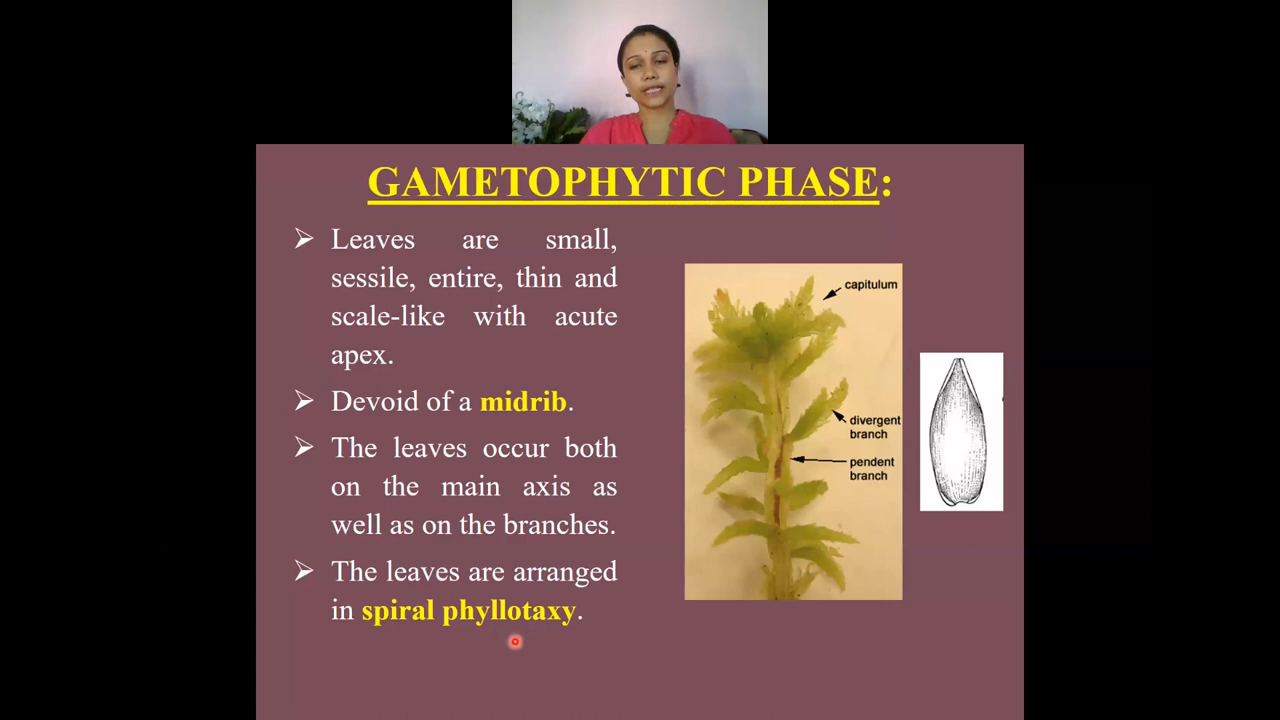 GAMETOPHYTIC PHASE:
➢ Leaves are small,
sessile, entire, thin and
scale-like with acute
apex.
➢ Devoid of a midrib.
➢ The leaves occur both
on the main axis as
well as on the branches.
➢ The leaves are arranged
in spiral phyllotaxy.
capitulum
divergent
branch
pendent
branch